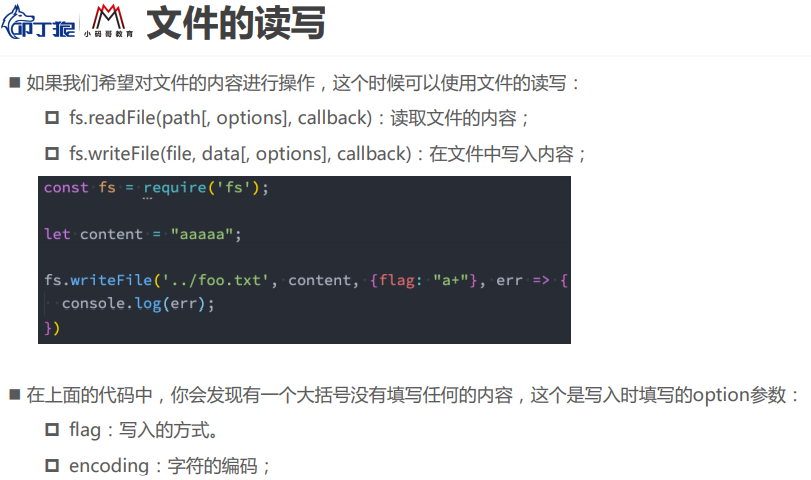 叩丁狼
小码哥教育
文件的读写
如果我们希望对文件的内容进行操作，这个时候可以使用文件的读写：
fs.readFile(path[, options], callback)：读取文件的内容；
fs.writeFile(file, data[, options], callback)：在文件中写入内容；
const fs = require('fs');
let content = "aaaaa";
fs.writeFile('../foo.txt', content, {flag: "a+"}, err => {
  console.log(err);
})
在上面的代码中，你会发现有一个大括号没有填写任何的内容，这个是写入时填写的option参数：
flag：写入的方式。
encoding：字符的编码；